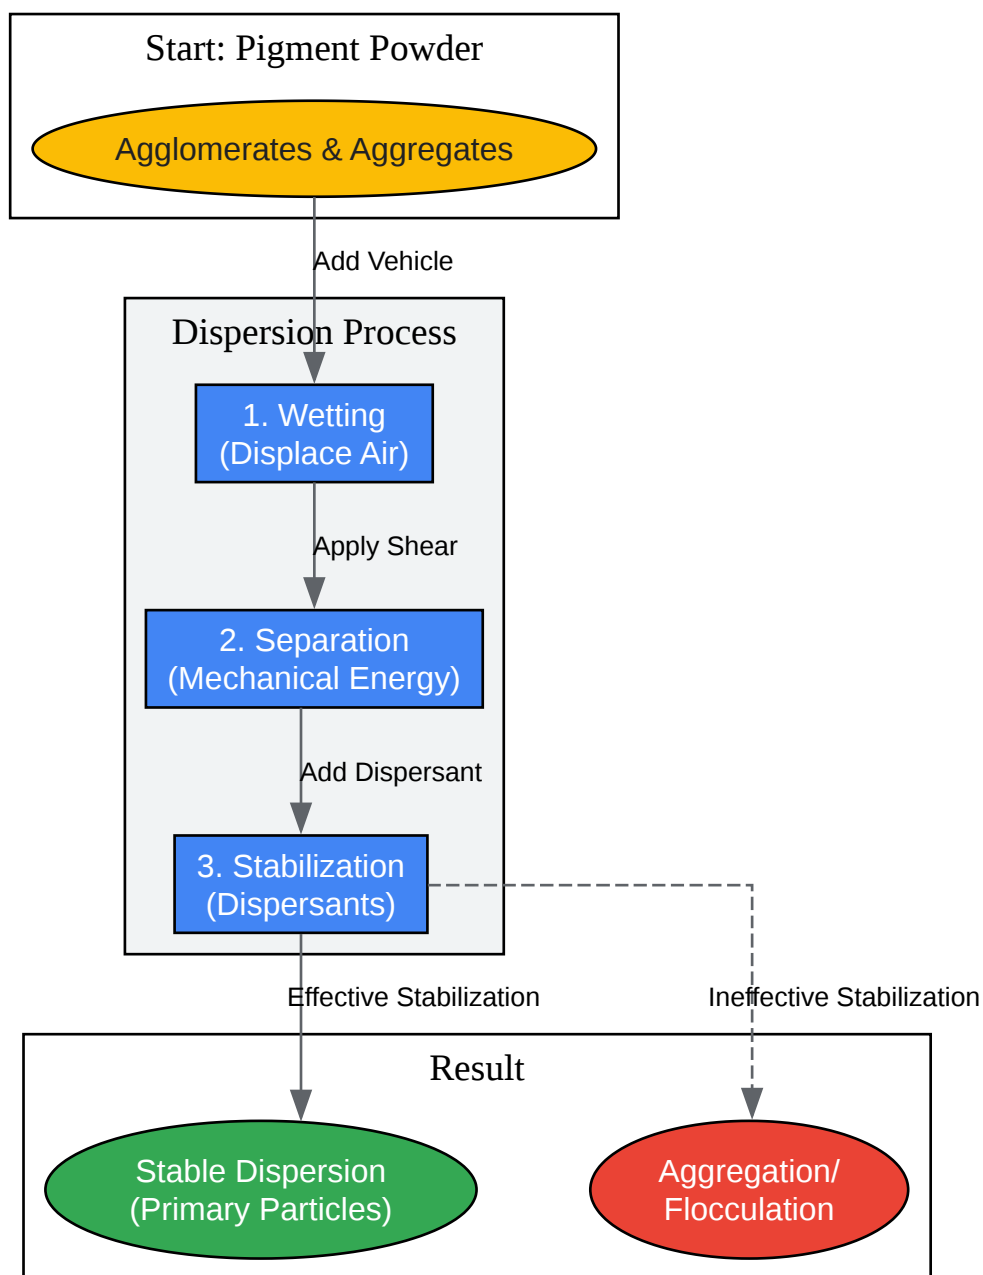 Start: Pigment Powder
Agglomerates & Aggregates
Add Vehicle
Dispersion Process
1. Wetting
(Displace Air)
Apply Shear
2. Separation
(Mechanical Energy)
Add Dispersant
3. Stabilization
(Dispersants)
Effective Stabilization
Ineffective Stabilization
Result
Stable Dispersion
(Primary Particles)
Aggregation/
Flocculation